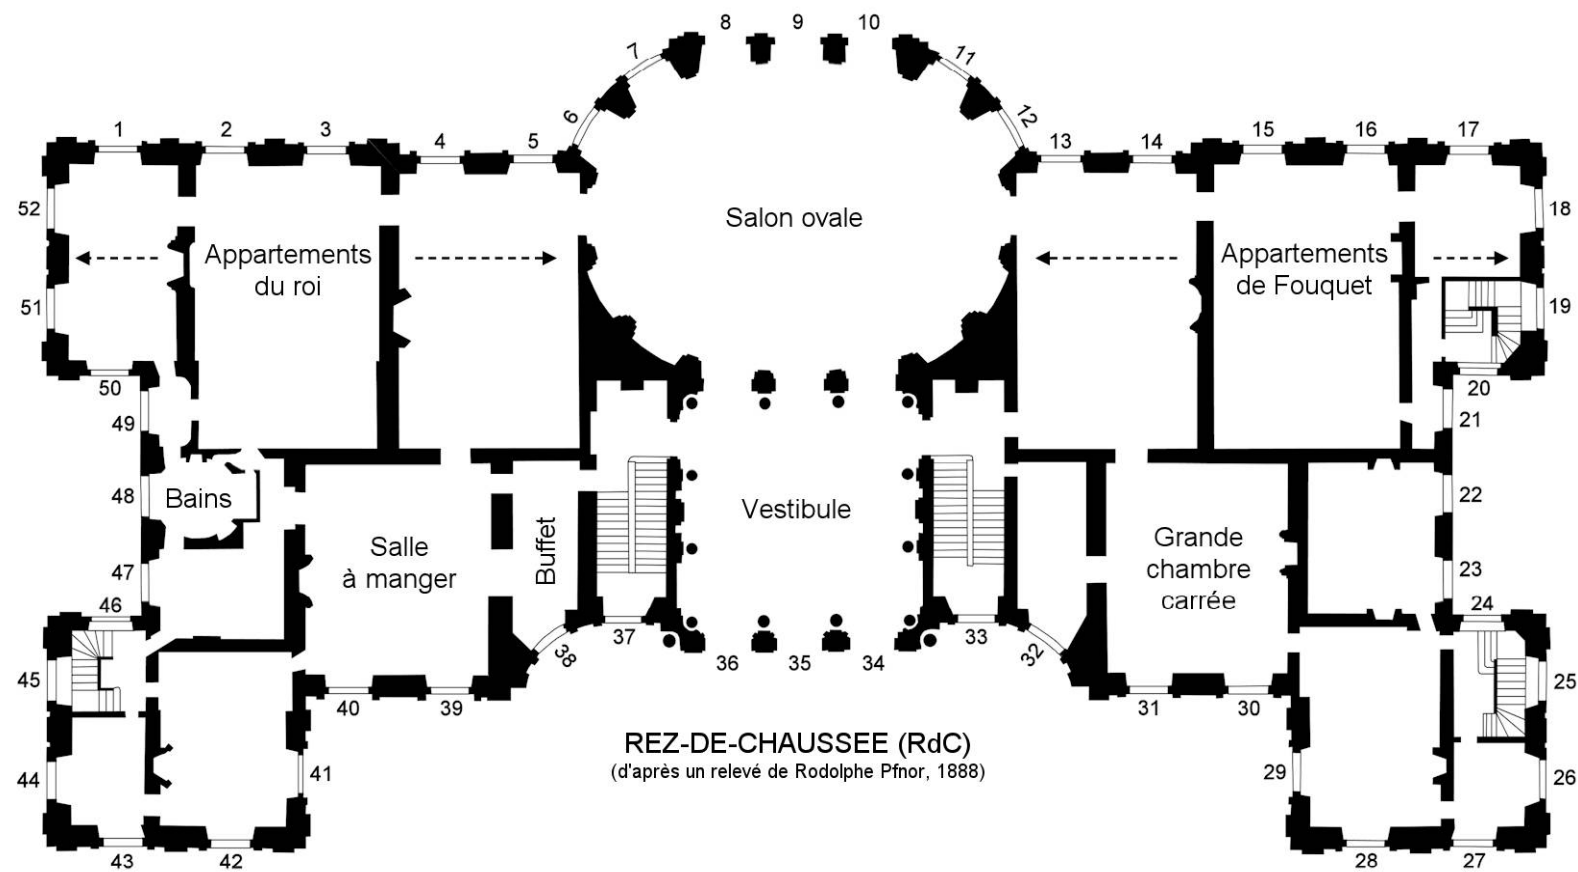 8 9 10
7 11
6 12
1 2 3 4 5 13 14 15 16 17
52 Salon ovale 18
Appartements
du roi
Appartements
de Fouquet
51 19
50 20
49 21
48 Bains Vestibule 22
Salle
à manger
Buffet
Grande
chambre
carrée
47 23
46 24
37 33
38 36 35 34 32
45 25
40 39 31 30
REZ-DE-CHAUSSEE (RdC)
(d'après un relevé de Rodolphe Pfnor, 1888)
44 41 29 26
43 42 28 27